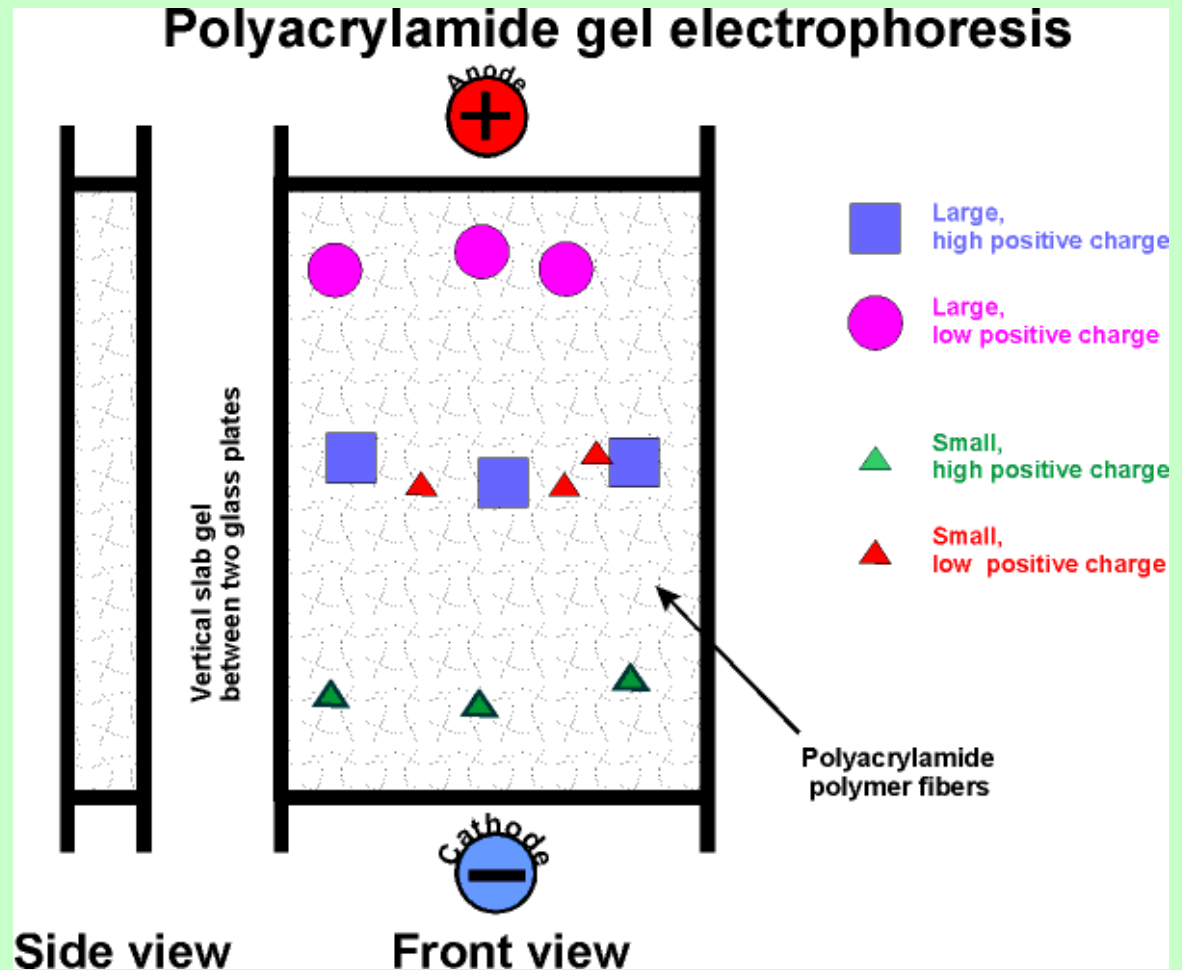 Polyacrylamide gel electrophoresis
Anode
+
Large,
high positive charge
Large,
low positive charge
Small,
high positive charge
Small,
low  positive charge
Vertical slab gel
between two glass plates
Polyacrylamide
polymer fibers
Cathode
−
Side view
Front view